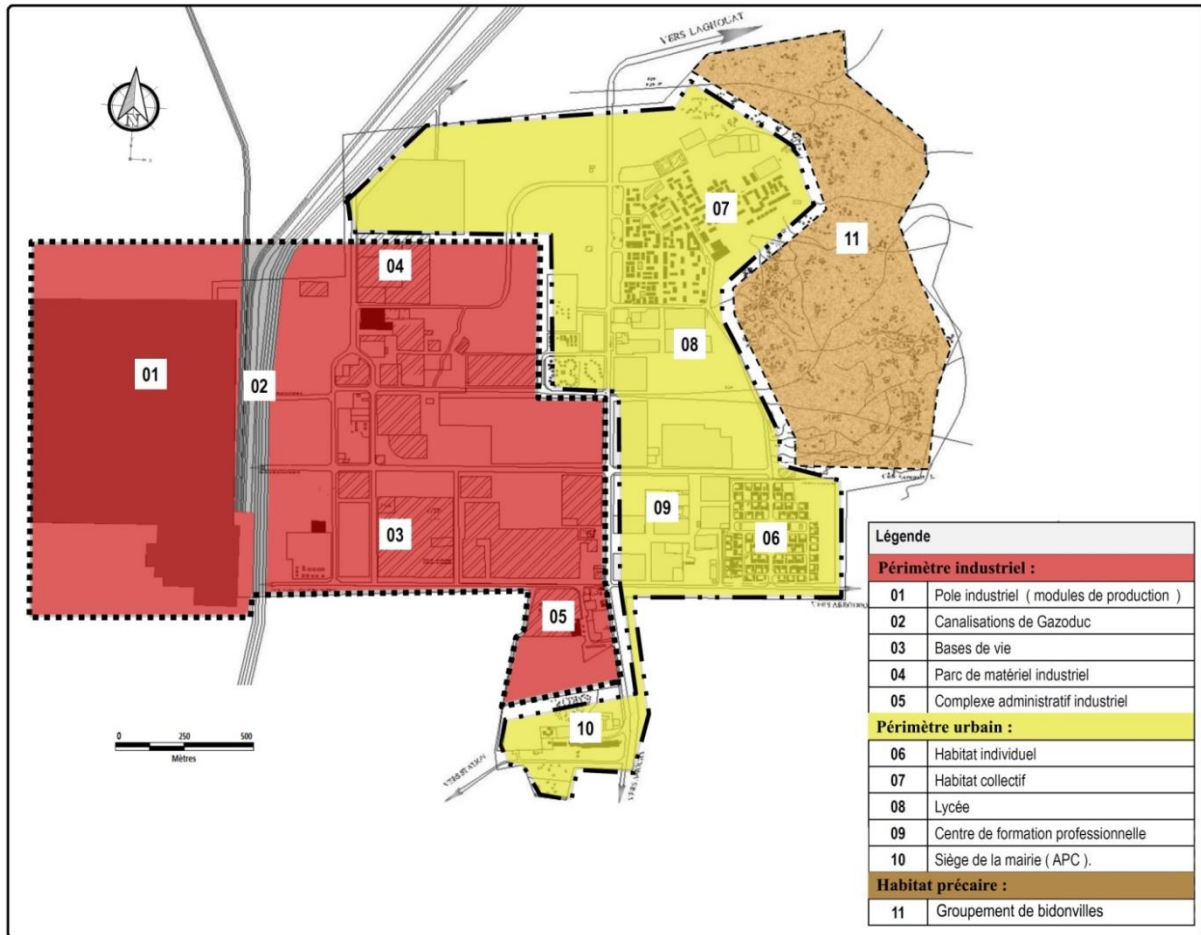 VERS LAGHOUAT
N
04
07
11
01
02
08
03
09
06
05
10
0 250 500
Mètres
Légende
Périmètre industriel :
01 Pole industriel ( modules de production )
02 Canalisations de Gazoduc
03 Bases de vie
04 Parc de matériel industriel
05 Complexe administratif industriel
Périmètre urbain :
06 Habitat individuel
07 Habitat collectif
08 Lycée
09 Centre de formation professionnelle
10 Siège de la mairie ( APC ).
Habitat précaire :
11 Groupement de bidonvilles